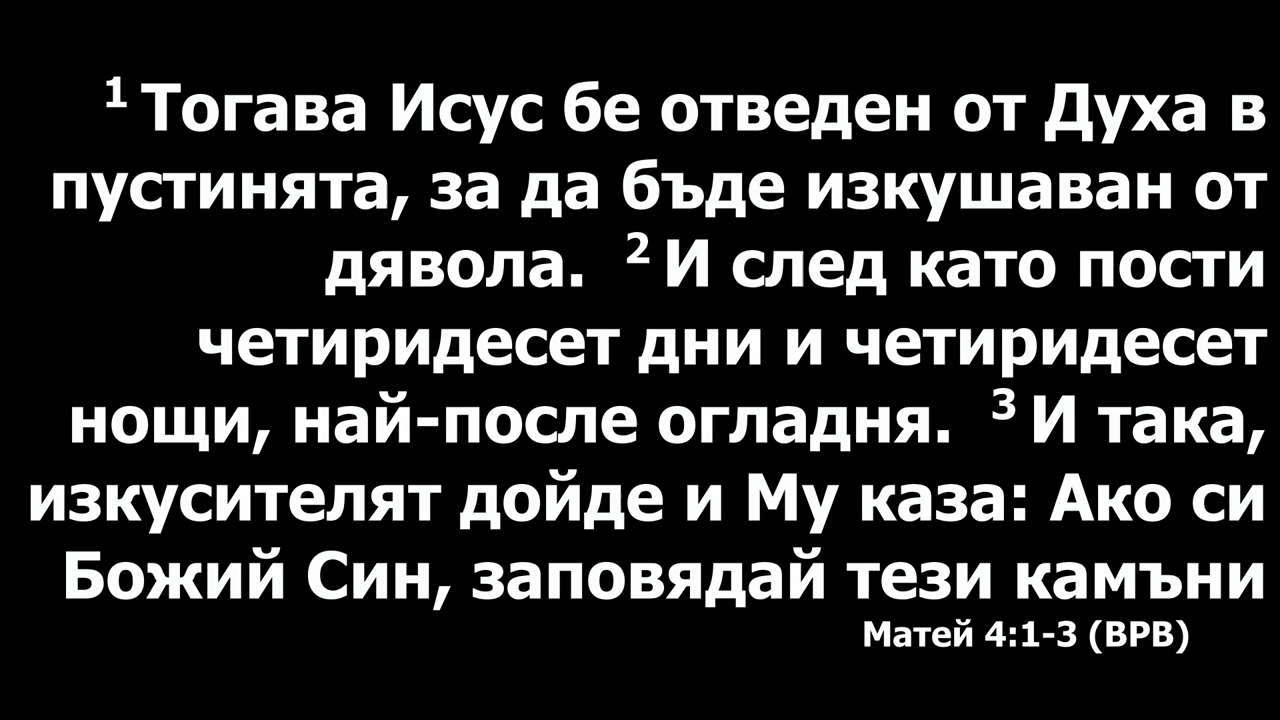 1 Тогава Исус бе отведен от Духа в
пустинята, за да бъде изкушаван от
дявола. 2 И след като пости
четиридесет дни и четиридесет
нощи, най-после огладня. 3 И така,
изкусителят дойде и Му каза: Ако си
Божий Син, заповядай тези камъни
Матей 4:1-3 (ВРВ)